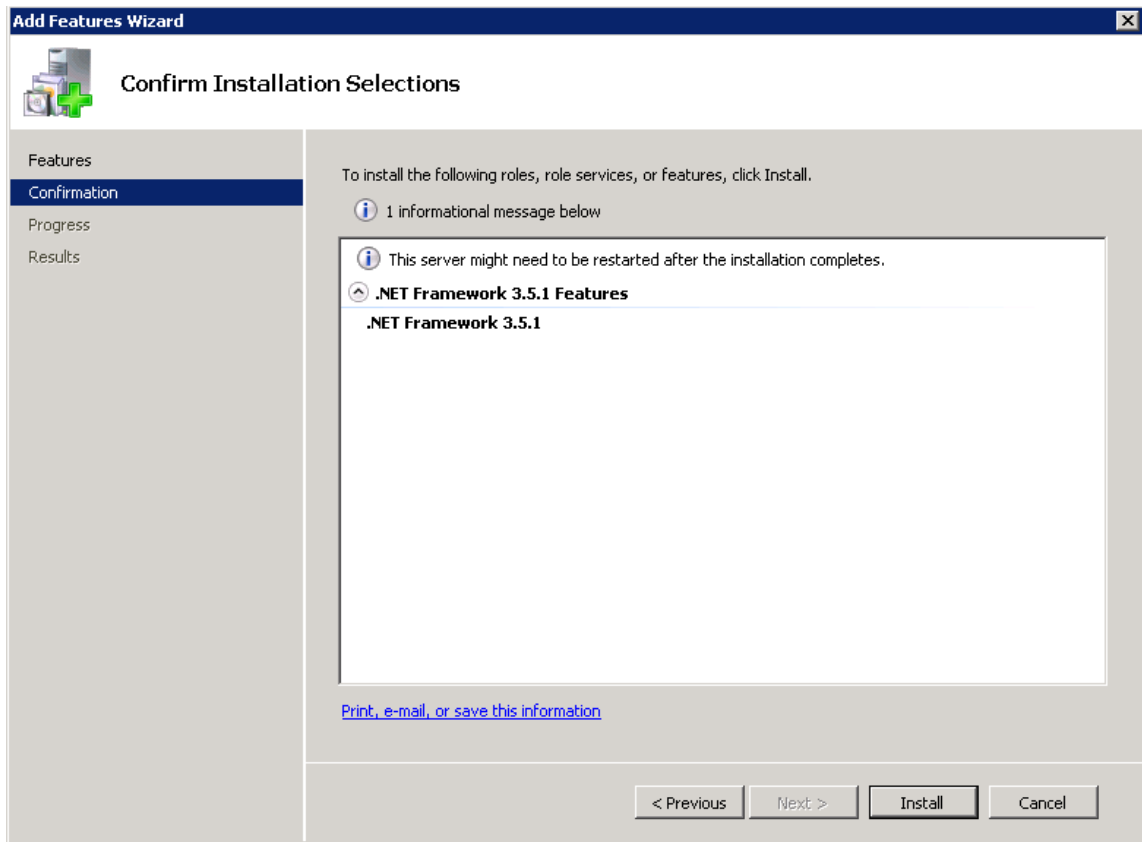 Add Features Wizard
Confirm Installation Selections
Features
Confirmation
Progress
Results
To install the following roles, role services, or features, click Install.
1 informational message below
This server might need to be restarted after the installation completes.
.NET Framework 3.5.1 Features
.NET Framework 3.5.1
Print, e-mail, or save this information
< Previous
Next >
Install
Cancel